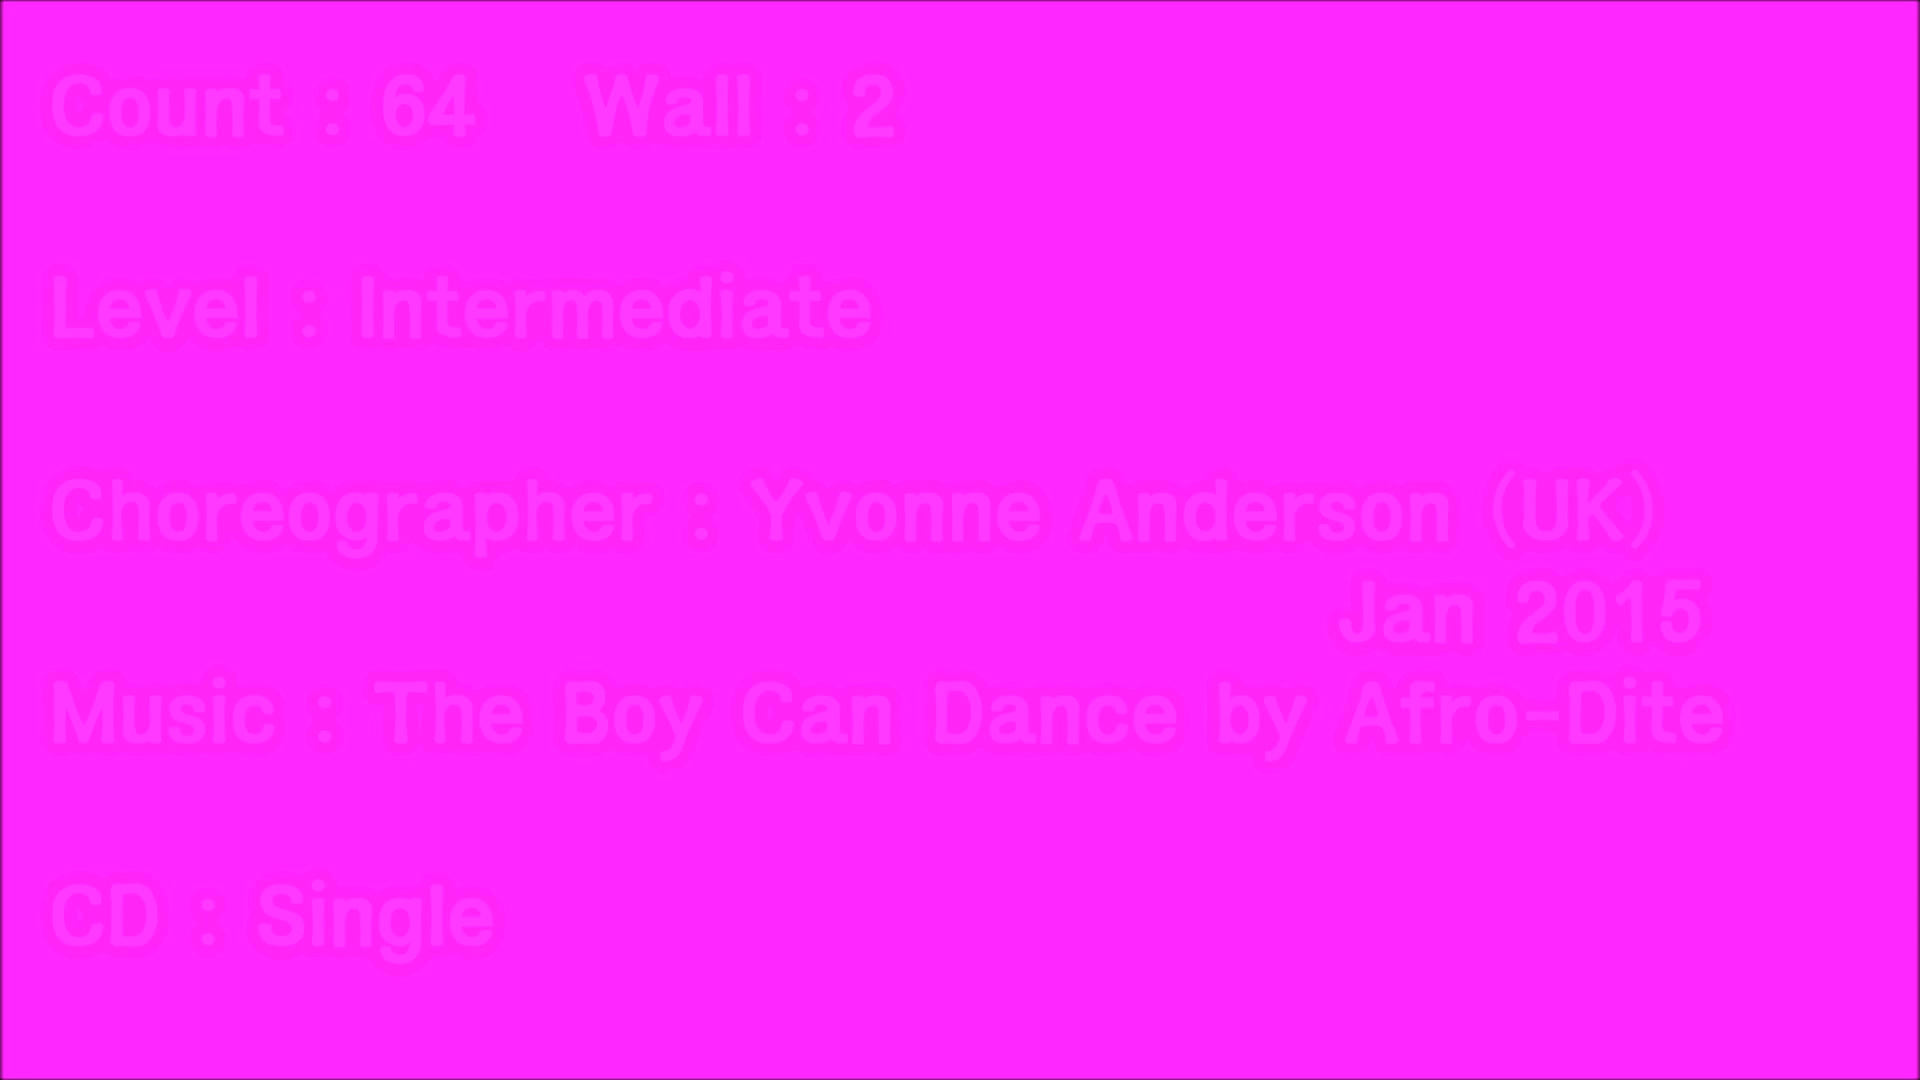 Count : 64 Wall : 2
Level : Intermediate
Choreographer : Yvonne Anderson (UK)
Jan 2015
Music : The Boy Can Dance by Afro-Dite
CD : Single